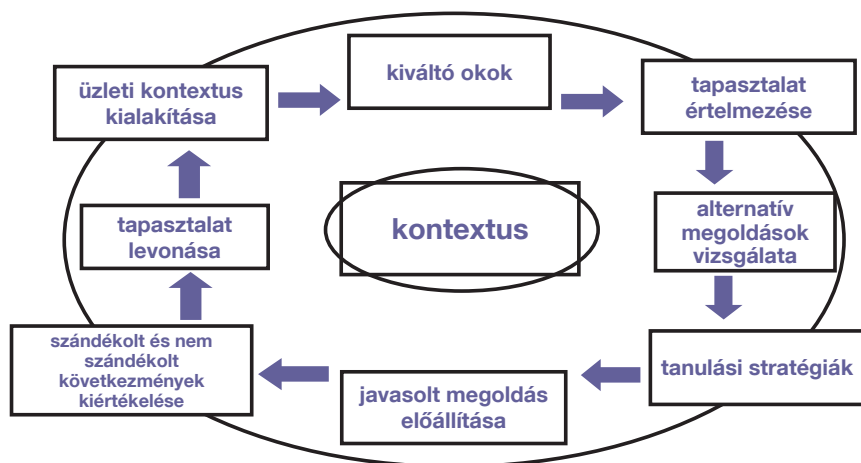 üzleti kontextus
kialakítása
kiváltó okok
tapasztalat
értelmezése
alternatív
megoldások
vizsgálata
tanulási stratégiák
javasolt megoldás
előállítása
szándékolt és nem
szándékolt
következmények
kiértékelése
tapasztalat
levonása
kontextus